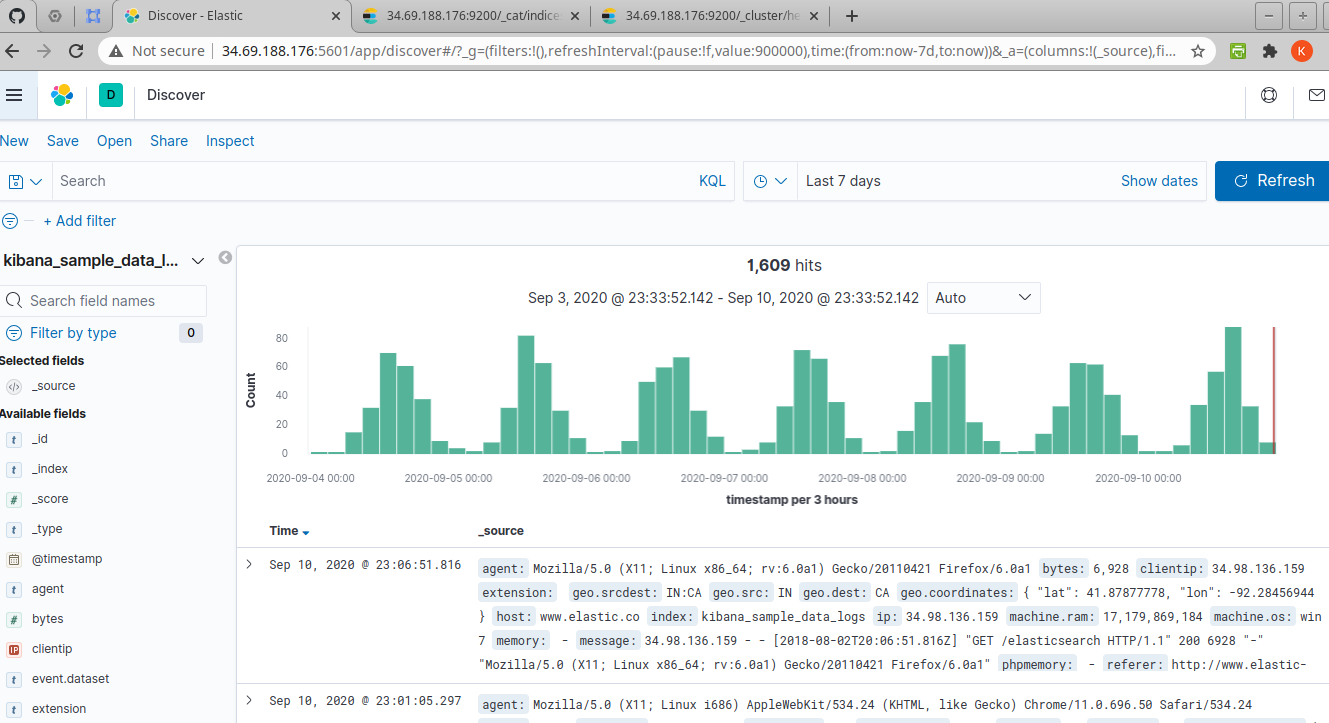 Discover - Elastic
34.69.188.176:9200/_cat/indice
34.69.188.176:9200/_cluster/he
Not secure
34.69.188.176:5601/app/discover#/?_g=(filters:!(),refreshInterval:(pause:!f,value:900000),time:(from:now-7d,to:now))&_a=(columns:!(_source),fi...
K
D
Discover
New Save Open Share Inspect
Search KQL
Last 7 days Show dates
Refresh
+ Add filter
kibana_sample_data_l...
Search field names
Filter by type 0
Selected fields
_source
Available fields
t _id
t _index
# _score
t _type
@timestamp
t agent
# bytes
IP clientip
t event.dataset
t extension
1,609 hits
Sep 3, 2020 @ 23:33:52.142 - Sep 10, 2020 @ 23:33:52.142 Auto
Count
80
60
40
20
0
2020-09-04 00:00 2020-09-05 00:00 2020-09-06 00:00 2020-09-07 00:00 2020-09-08 00:00 2020-09-09 00:00 2020-09-10 00:00
timestamp per 3 hours
Time _source
Sep 10, 2020 @ 23:06:51.816
agent: Mozilla/5.0 (X11; Linux x86_64; rv:6.0a1) Gecko/20110421 Firefox/6.0a1 bytes: 6,928 clientip: 34.98.136.159
extension: geo.srcdest: IN:CA geo.src: IN geo.dest: CA geo.coordinates: { "lat": 41.87877778, "lon": -92.28456944
} host: www.elastic.co index: kibana_sample_data_logs ip: 34.98.136.159 machine.ram: 17,179,869,184 machine.os: win
7 memory: - message: 34.98.136.159 - - [2018-08-02T20:06:51.816Z] "GET /elasticsearch HTTP/1.1" 200 6928 "-"
"Mozilla/5.0 (X11; Linux x86_64; rv:6.0a1) Gecko/20110421 Firefox/6.0a1" phpmemory: - referer: http://www.elastic-
Sep 10, 2020 @ 23:01:05.297
agent: Mozilla/5.0 (X11; Linux i686) AppleWebKit/534.24 (KHTML, like Gecko) Chrome/11.0.696.50 Safari/534.24